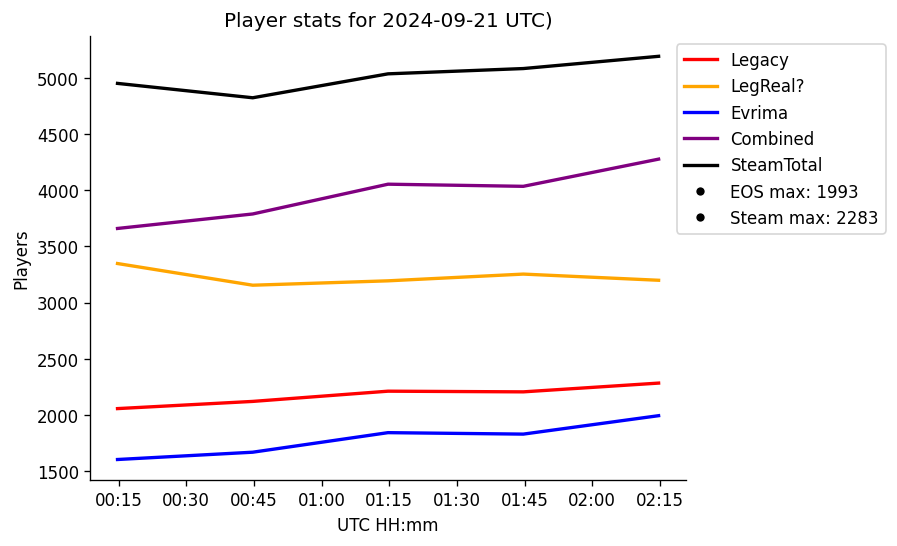 Player stats for 2024-09-21 UTC)
Legacy
LegReal?
Evrima
Combined
SteamTotal
EOS max: 1993
Steam max: 2283
Players
5000
4500
4000
3500
3000
2500
2000
1500
00:15 00:30 00:45 01:00 01:15 01:30 01:45 02:00 02:15
UTC HH:mm